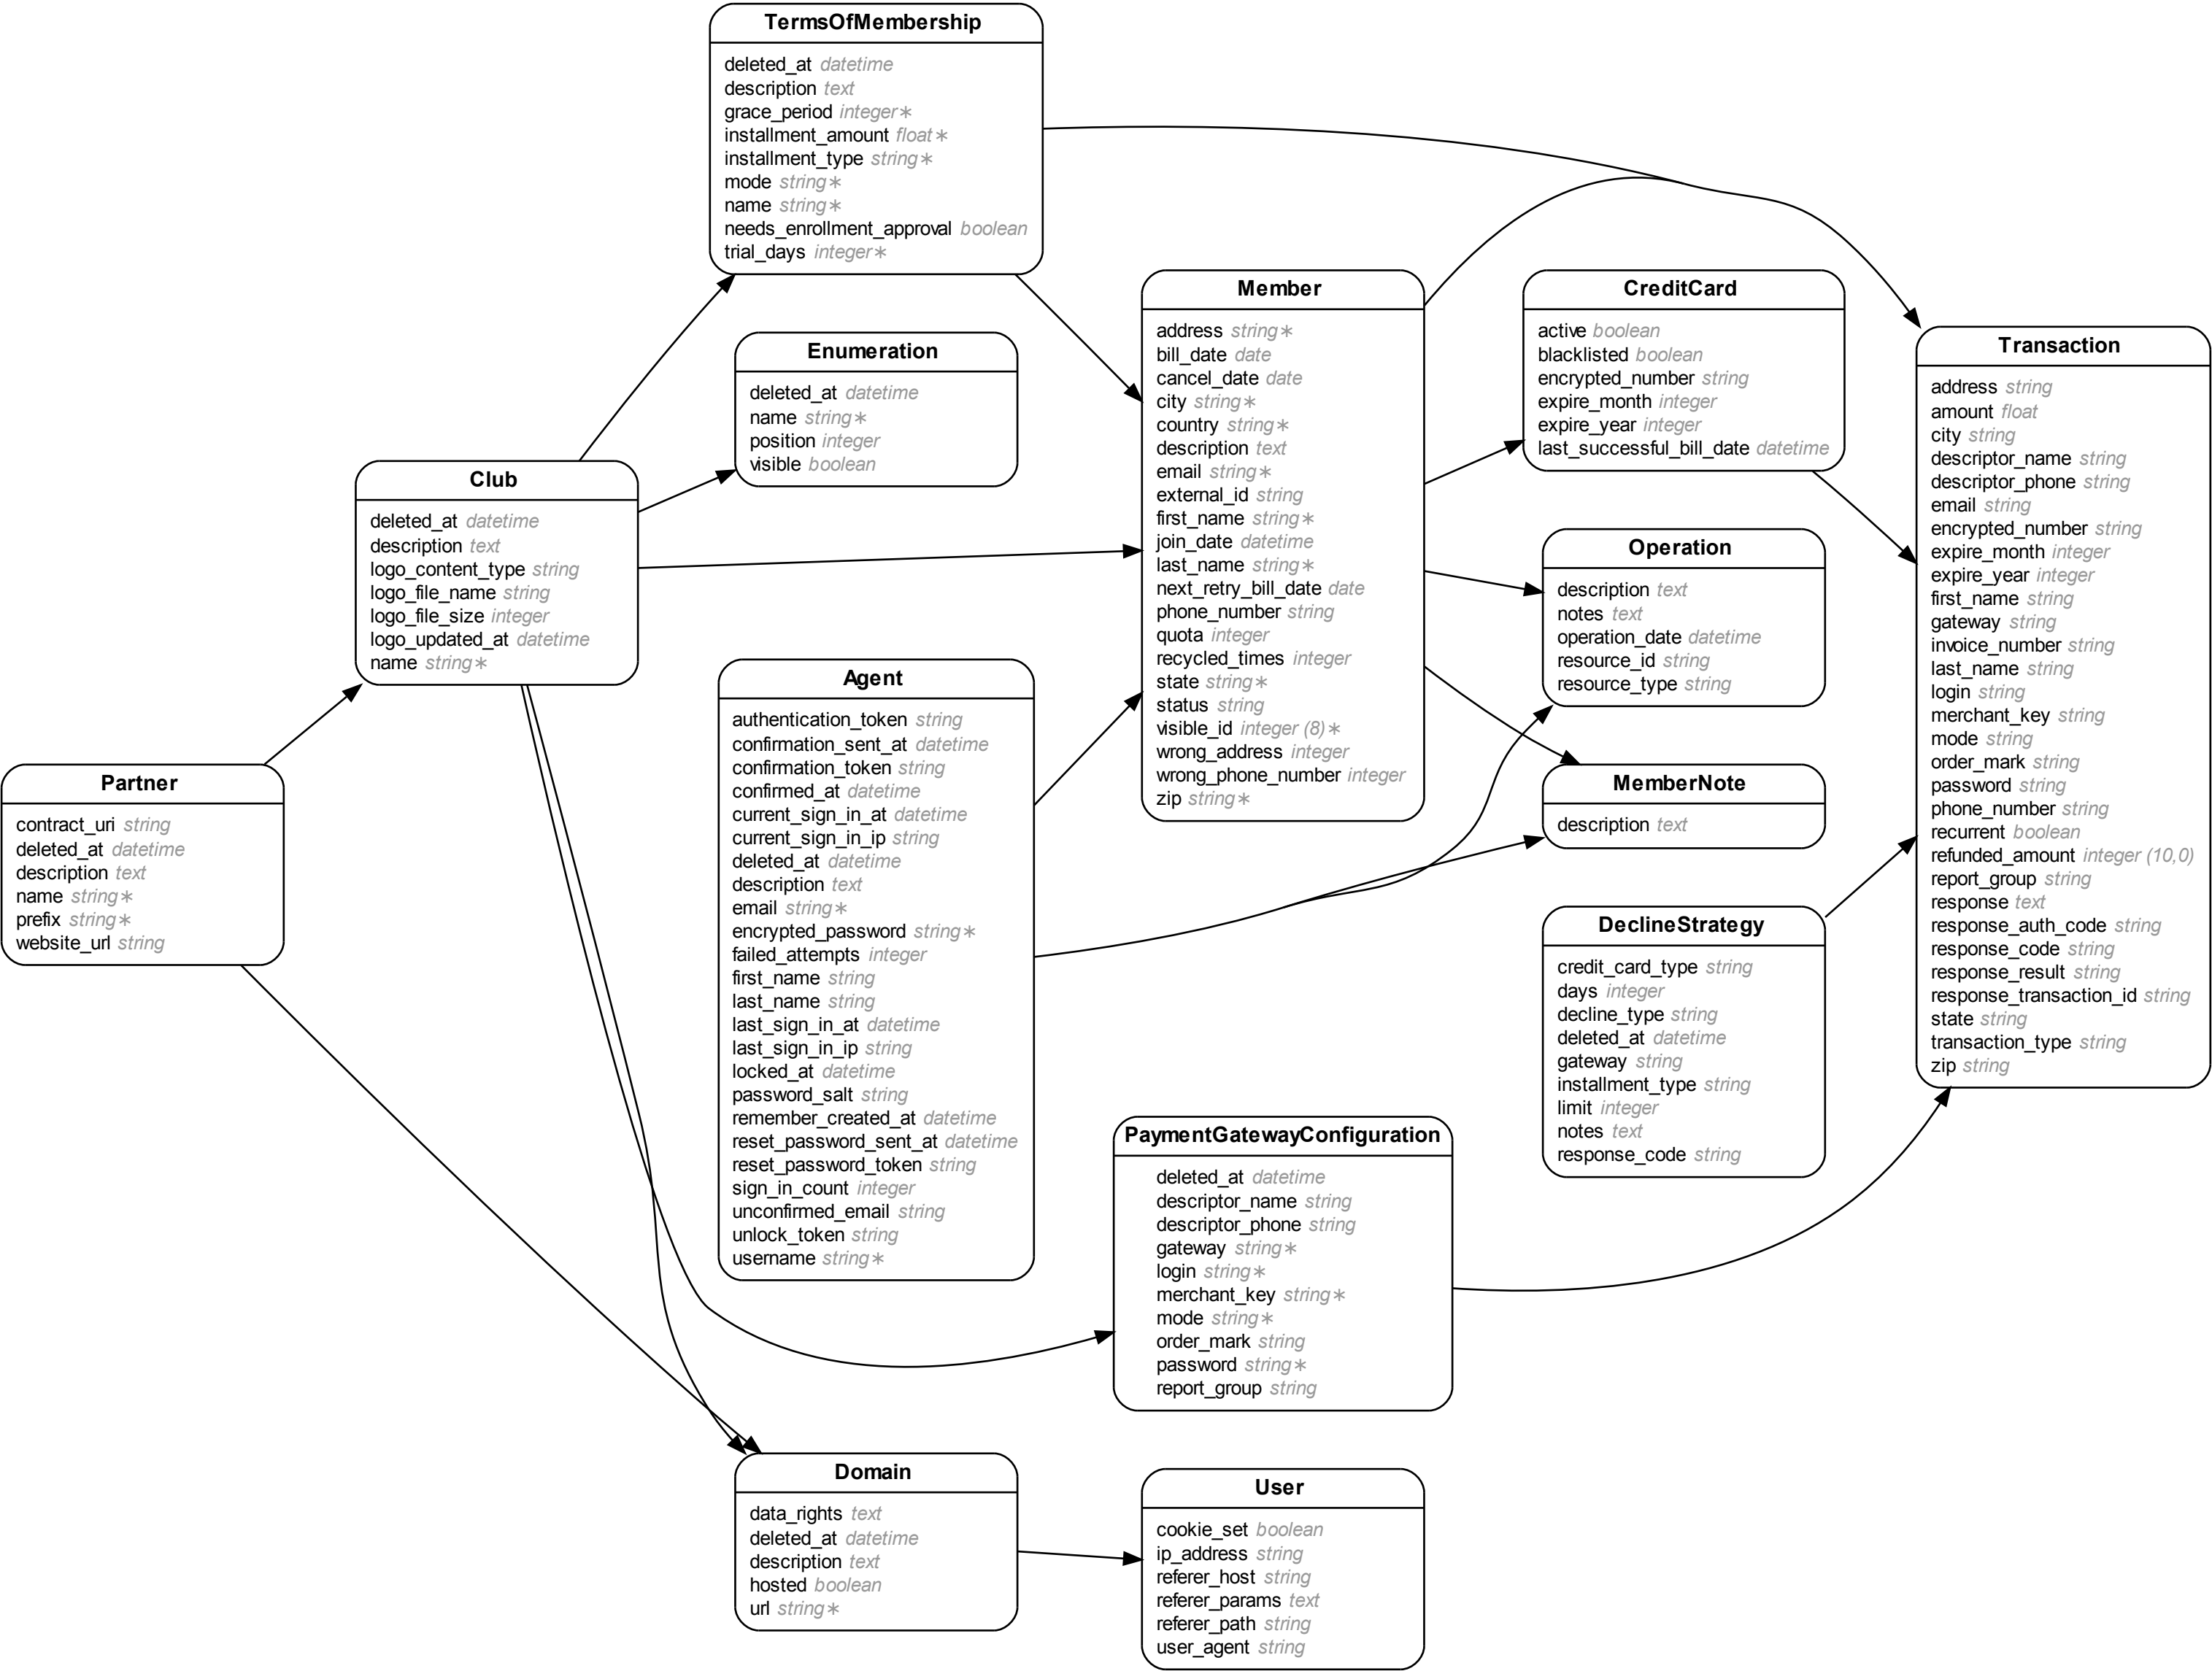 TermsOfMembership
deleted_at datetime
description text
grace_period integer∗
installment_amount float∗
installment_type string∗
mode string∗
name string∗
needs_enrollment_approval boolean
trial_days integer∗
Enumeration
deleted_at datetime
name string∗
position integer
visible boolean
Club
deleted_at datetime
description text
logo_content_type string
logo_file_name string
logo_file_size integer
logo_updated_at datetime
name string∗
Partner
contract_uri string
deleted_at datetime
description text
name string∗
prefix string∗
website_url string
Agent
authentication_token string
confirmation_sent_at datetime
confirmation_token string
confirmed_at datetime
current_sign_in_at datetime
current_sign_in_ip string
deleted_at datetime
description text
email string∗
encrypted_password string∗
failed_attempts integer
first_name string
last_name string
last_sign_in_at datetime
last_sign_in_ip string
locked_at datetime
password_salt string
remember_created_at datetime
reset_password_sent_at datetime
reset_password_token string
sign_in_count integer
unconfirmed_email string
unlock_token string
username string∗
Member
address string∗
bill_date date
cancel_date date
city string∗
country string∗
description text
email string∗
external_id string
first_name string∗
join_date datetime
last_name string∗
next_retry_bill_date date
phone_number string
quota integer
recycled_times integer
state string∗
status string
visible_id integer (8)∗
wrong_address integer
wrong_phone_number integer
zip string∗
CreditCard
active boolean
blacklisted boolean
encrypted_number string
expire_month integer
expire_year integer
last_successful_bill_date datetime
Operation
description text
notes text
operation_date datetime
resource_id string
resource_type string
MemberNote
description text
DeclineStrategy
credit_card_type string
days integer
decline_type string
deleted_at datetime
gateway string
installment_type string
limit integer
notes text
response_code string
Transaction
address string
amount float
city string
descriptor_name string
descriptor_phone string
email string
encrypted_number string
expire_month integer
expire_year integer
first_name string
gateway string
invoice_number string
last_name string
login string
merchant_key string
mode string
order_mark string
password string
phone_number string
recurrent boolean
refunded_amount integer (10,0)
report_group string
response text
response_auth_code string
response_code string
response_result string
response_transaction_id string
state string
transaction_type string
zip string
PaymentGatewayConfiguration
deleted_at datetime
descriptor_name string
descriptor_phone string
gateway string∗
login string∗
merchant_key string∗
mode string∗
order_mark string
password string∗
report_group string
Domain
data_rights text
deleted_at datetime
description text
hosted boolean
url string∗
User
cookie_set boolean
ip_address string
referer_host string
referer_params text
referer_path string
user_agent string